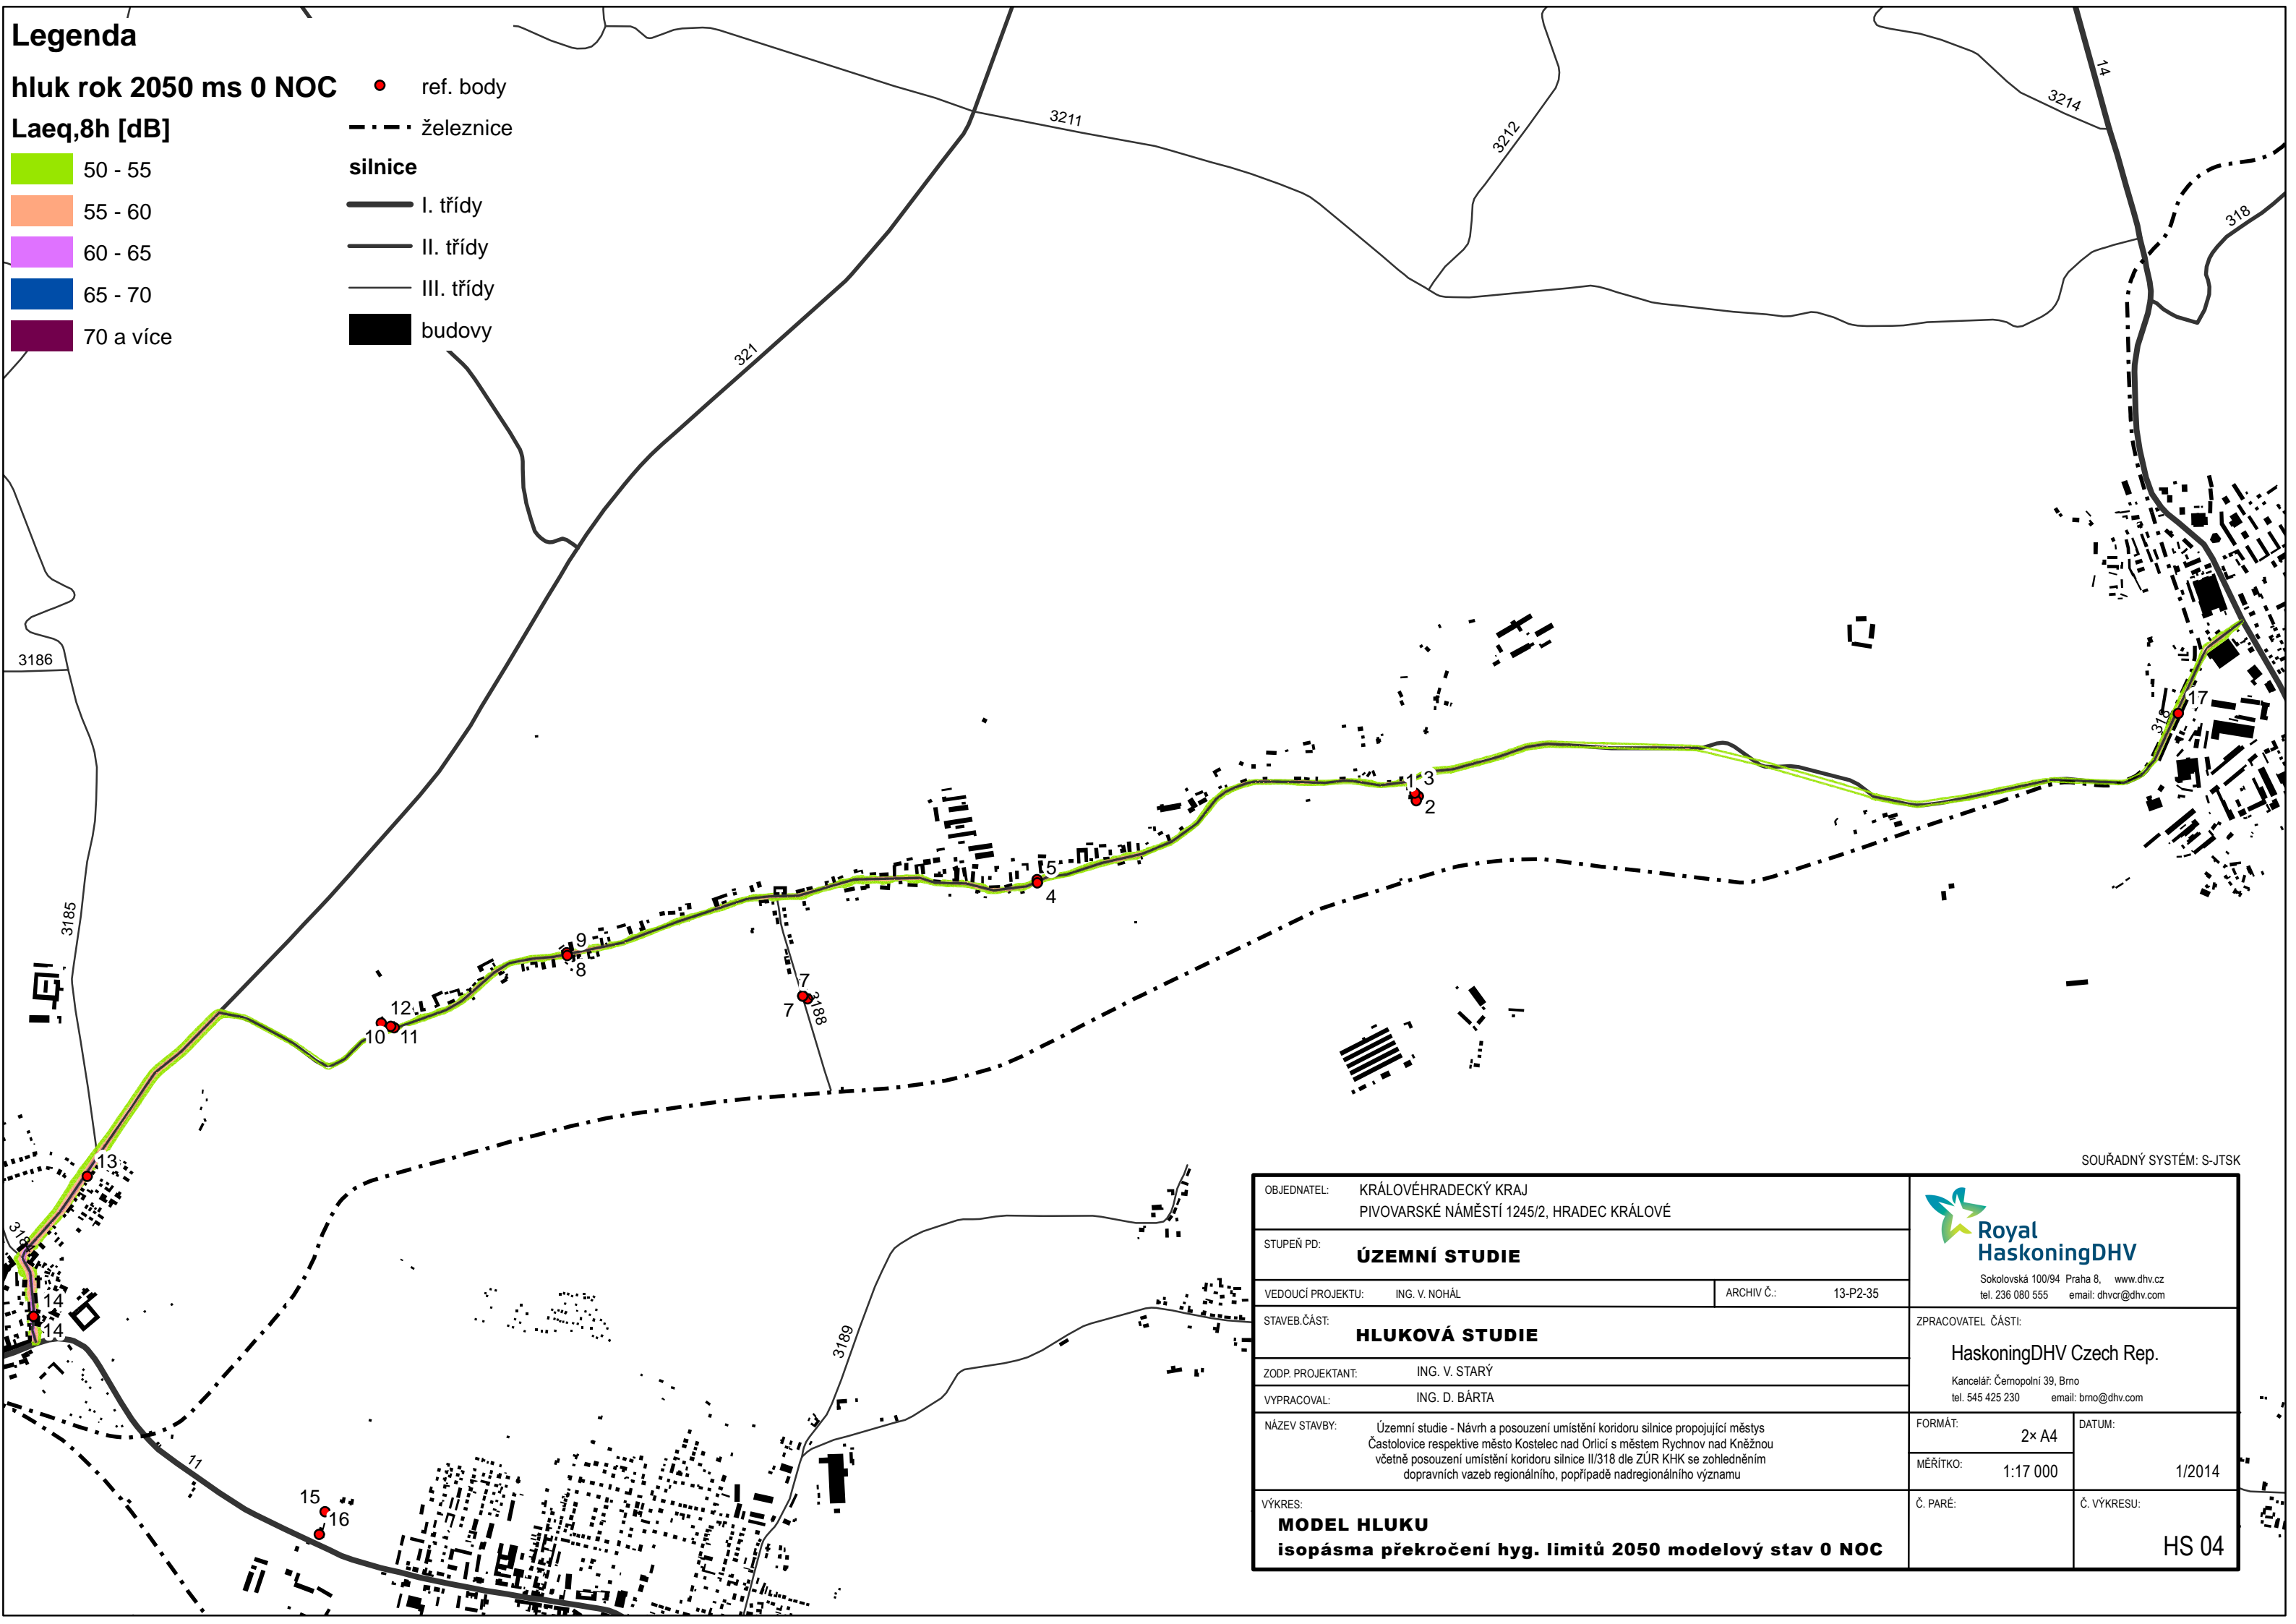 Legenda
hluk rok 2050 ms 0 NOC
Laeq,8h [dB]
50 - 55
55 - 60
60 - 65
65 - 70
70 a více
ref. body
železnice
silnice
I. třídy
II. třídy
III. třídy
budovy
14
3214
3211
3212
318
321
3186
3185
318
17
1
3
2
5
4
9
8
7
7
3188
12
10
11
13
14
14
3189
11
15
16
SOUŘADNÝ SYSTÉM: S-JTSK
OBJEDNATEL: KRÁLOVÉHRADECKÝ KRAJ
PIVOVARSKÉ NÁMĚSTÍ 1245/2, HRADEC KRÁLOVÉ
STUPEŇ PD: ÚZEMNÍ STUDIE
VEDOUCÍ PROJEKTU: ING. V. NOHÁL
ARCHIV Č.: 13-P2-35
STAVEB.ČÁST: HLUKOVÁ STUDIE
ZODP. PROJEKTANT: ING. V. STARÝ
VYPRACOVAL: ING. D. BÁRTA
NÁZEV STAVBY: Územní studie - Návrh a posouzení umístění koridoru silnice propojující městys
Častolovice respektive město Kostelec nad Orlicí s městem Rychnov nad Kněžnou
včetně posouzení umístění koridoru silnice II/318 dle ZÚR KHK se zohledněním
dopravních vazeb regionálního, popřípadě nadregionálního významu
VÝKRES:
MODEL HLUKU
isopásma překročení hyg. limitů 2050 modelový stav 0 NOC
Royal
HaskoningDHV
Sokolovská 100/94 Praha 8, www.dhv.cz
tel. 236 080 555 email: dhvcr@dhv.com
ZPRACOVATEL ČÁSTI:
HaskoningDHV Czech Rep.
Kancelář: Černopolní 39, Brno
tel. 545 425 230 email: brno@dhv.com
FORMÁT: 2× A4
DATUM: 1/2014
MĚŘÍTKO: 1:17 000
Č. PARÉ:
Č. VÝKRESU: HS 04